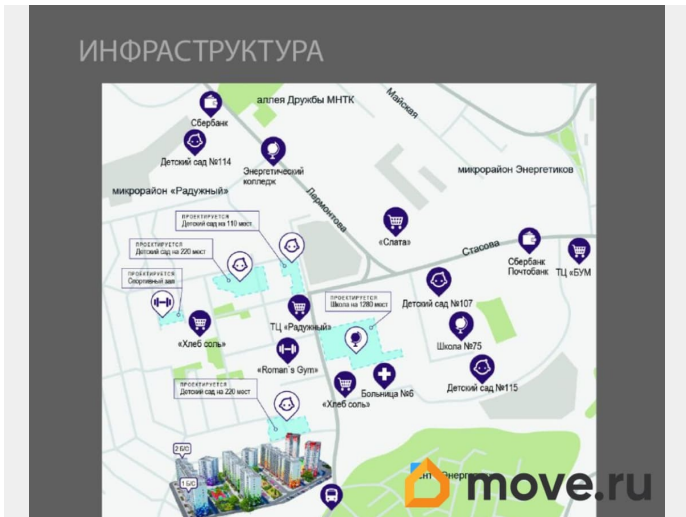 ИНФРАСТРУКТУРА
аллея Дружбы МНТК
Майская
Сбербанк
Детский сад №114
Энергетический
колледж
микрорайон Энергетиков
микрорайон «Радужный»
Лермонтова
ПРОЕКТИРУЕТСЯ
Детский сад на 110 мест
«Слата»
Стасова
ПРОЕКТИРУЕТСЯ
Детский сад на 220 мест
Сбербанк
Почтобанк
ТЦ «БУМ
ПРОЕКТИРУЕТСЯ
Спортивный зал
ПРОЕКТИРУЕТСЯ
Школа на 1280 мест
Детский сад №107
ТЦ «Радужный»
«Хлеб соль»
Школа №75
«Roman`s Gym»
ПРОЕКТИРУЕТСЯ
Детский сад на 220 мест
Больница №6
Детский сад №115
«Хлеб соль»
2 Б/С
1 Б/С
move.ru